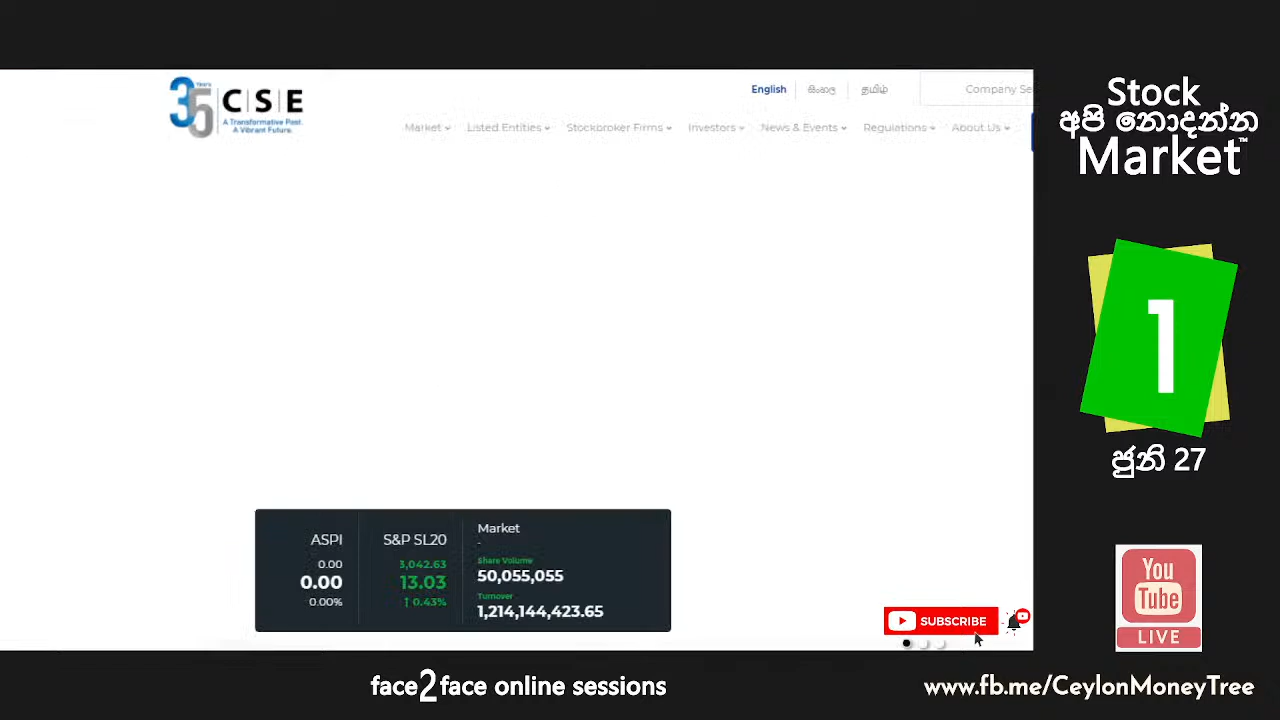 35 Years
CSE
A Transformative Past.
A Vibrant Future.
English සිංහල தமிழ் Company Se
Market Listed Entities Stockbroker Firms Investors News & Events Regulations About Us
Stock
අපි නොදන්න
Market™
1
ජුනි 27
ASPI
0.00
0.00
0.00%
S&P SL20
3,042.63
13.03
↑ 0.43%
Market
-
Share Volume
50,055,055
Turnover
1,214,144,423.65
SUBSCRIBE
You
Tube
LIVE
face2face online sessions
www.fb.me/CeylonMoneyTree